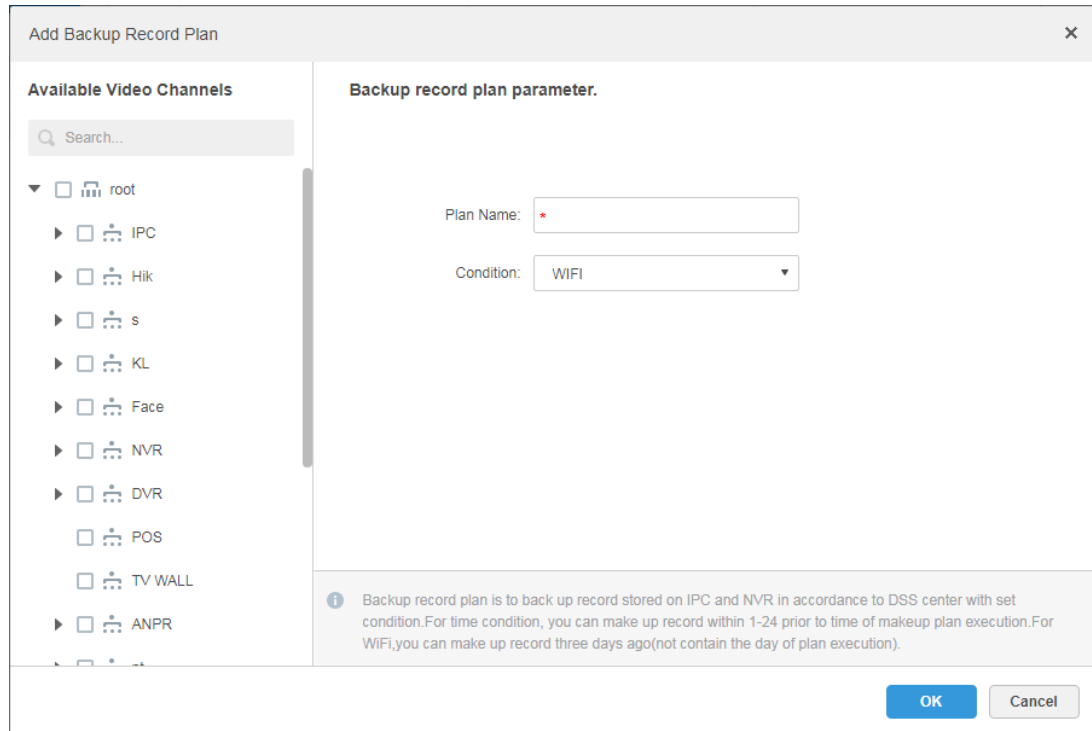 Add Backup Record Plan
Available Video Channels
Search...
root
IPC
Hik
s
KL
Face
NVR
DVR
POS
TV WALL
ANPR
Backup record plan parameter.
Plan Name: *
Condition: WIFI
Backup record plan is to back up record stored on IPC and NVR in accordance to DSS center with set
condition.For time condition, you can make up record within 1-24 prior to time of makeup plan execution.For
WiFi,you can make up record three days ago(not contain the day of plan execution).
OK Cancel